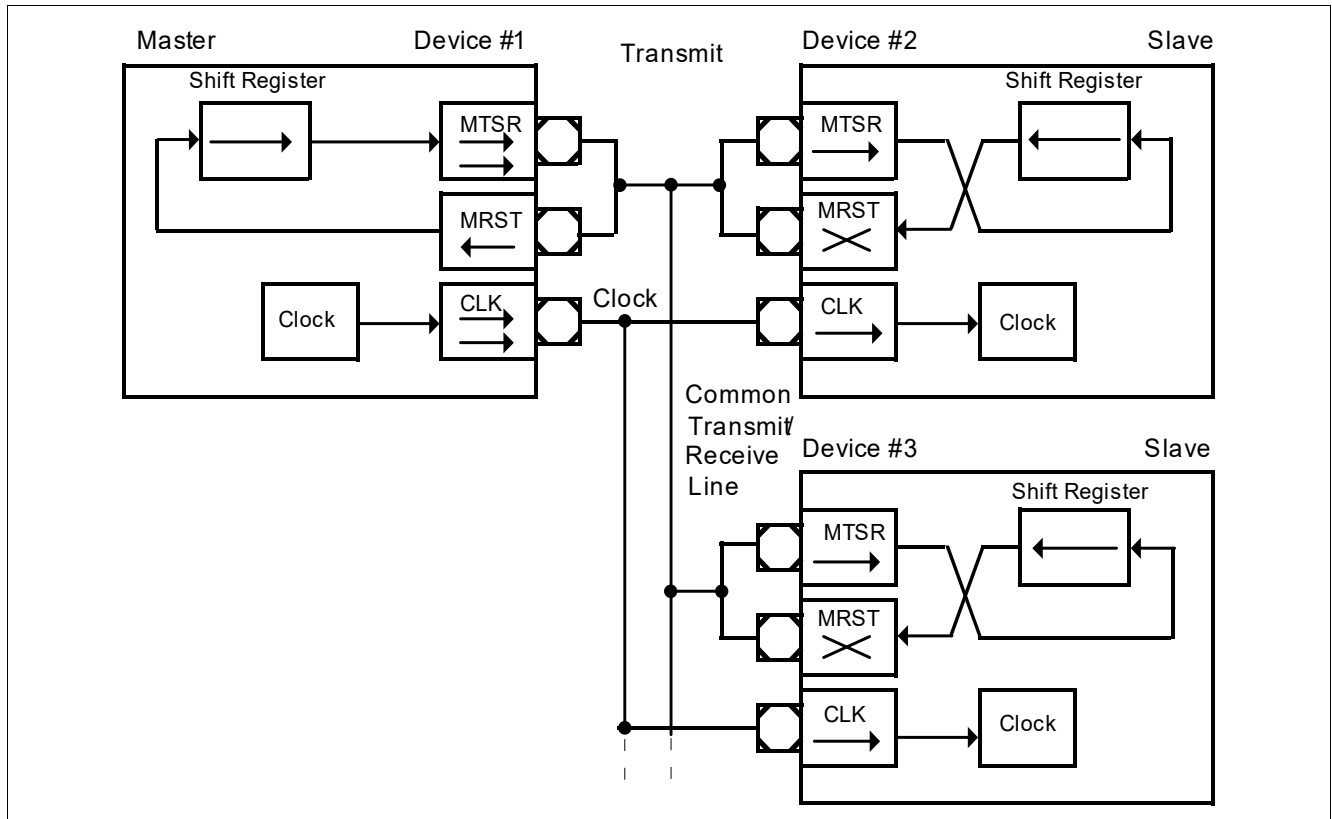 Master Device #1
Transmit
Device #2 Slave
Shift Register
Shift Register
MTSR
MTSR
MRST
MRST
Clock
CLK
Clock
CLK
Clock
Common
Transmit/
Receive
Line
Device #3 Slave
Shift Register
MTSR
MRST
CLK
Clock